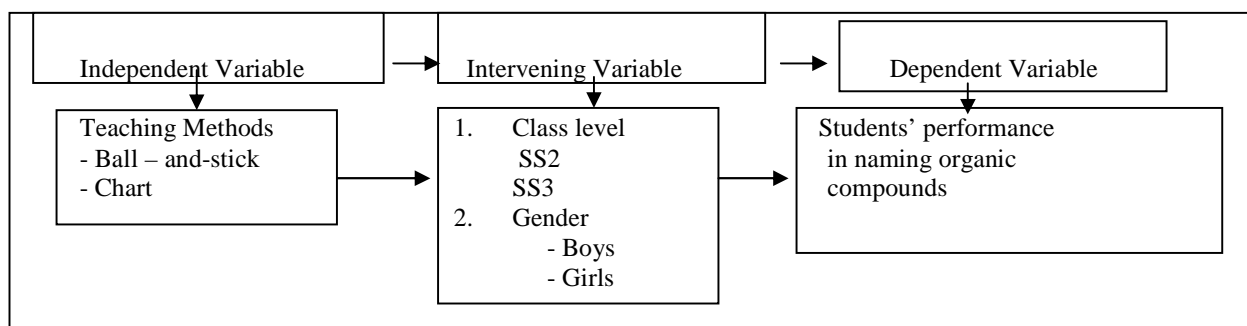 Independent Variable
Intervening Variable
Dependent Variable
Teaching Methods
- Ball – and-stick
- Chart
1. Class level
SS2
SS3
2. Gender
- Boys
- Girls
Students’ performance
in naming organic
compounds